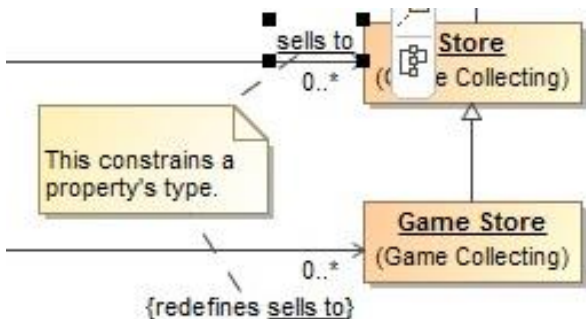 sells to
Store
0..*
e Collecting)
This constrains a
property's type.
Game Store
(Game Collecting)
0..*
{redefines sells to}